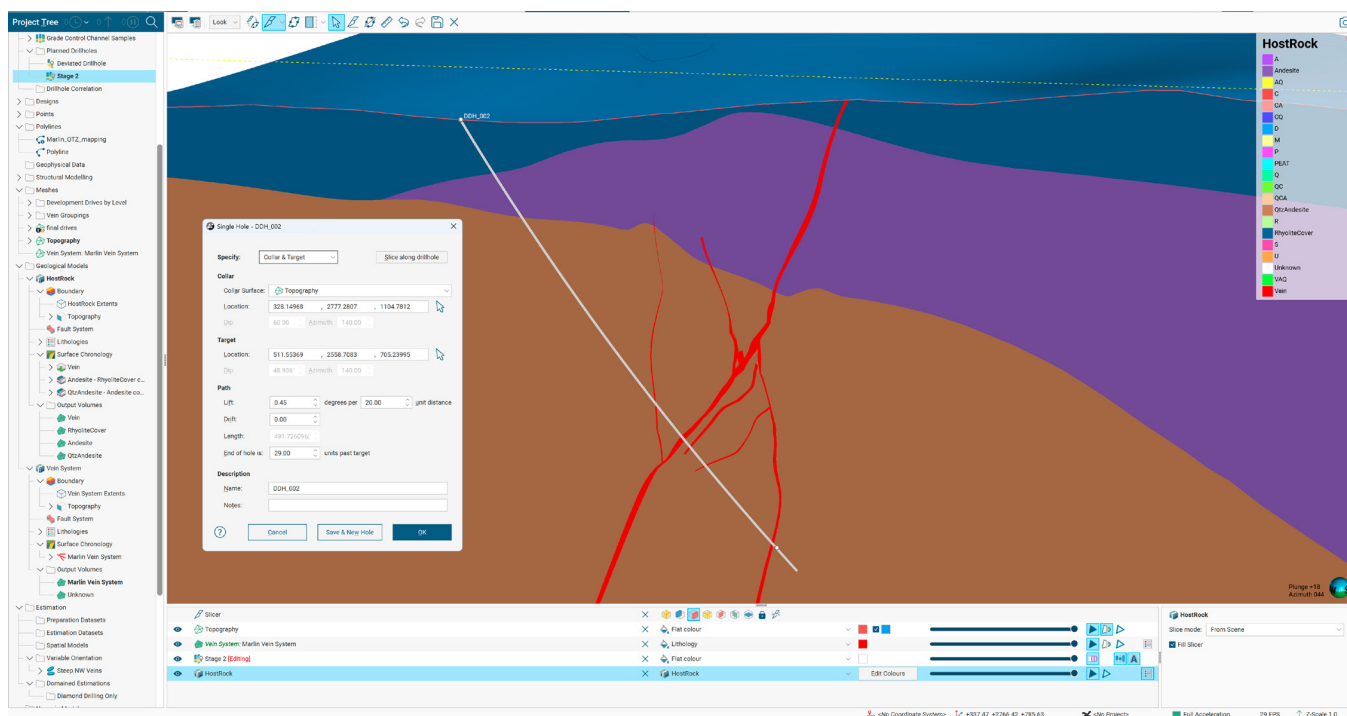 Project Tree
Look
Grade Control Channel Samples
Planned Drillholes
Deviated Drillhole
Stage 2
Drillhole Correlation
Designs
Points
Polylines
Marlin_QTZ_mapping
Polyline
Geophysical Data
Structural Modelling
Meshes
Development Drives by Level
Vein Groupings
final drives
Topography
Vein System: Marlin Vein System
Geological Models
HostRock
Boundary
HostRock Extents
Topography
Fault System
Lithologies
Surface Chronology
Vein
Andesite - RhyoliteCover c...
QtzAndesite - Andesite co...
Output Volumes
Vein
RhyoliteCover
Andesite
QtzAndesite
Vein System
Boundary
Vein System Extents
Topography
Fault System
Lithologies
Surface Chronology
Marlin Vein System
Output Volumes
Marlin Vein System
Unknown
Estimation
Preparation Datasets
Estimation Datasets
Spatial Models
Variable Orientation
Steep NW Veins
Domained Estimations
Diamond Drilling Only
DDH_002
Single Hole - DDH_002
Specify: Collar & Target Slice along drillhole
Collar
Collar Surface: Topography
Location: 328.14968 , 2777.2807 , 1104.7812
Dip: 60.00 Azimuth: 140.00
Target
Location: 511.55369 , 2558.7083 , 705.23995
Dip: Azimuth: 140.00
Path
Lift: 0.45 degrees per 20.00 unit distance
Drift: 0.00
Length:
End of hole is: 29.00 units past target
Description
Name: DDH_002
Notes:
? Cancel Save & New Hole OK
HostRock
A
Andesite
AQ
C
CA
CQ
D
M
P
PEAT
Q
QC
QCA
QtzAndesite
R
RhyoliteCover
S
U
Unknown
VAQ
Vein
Plunge +18
Azimuth 044
Slicer
Topography Flat colour
Vein System: Marlin Vein System Lithology
Stage 2 [Editing] Flat colour
HostRock HostRock Edit Colours
HostRock
Slice mode: From Scene
Fill Slicer
<No Coordinate System> +337.47, +2766.42, +785.63 <No Project> Full Acceleration 29 FPS Z-Scale 1.0